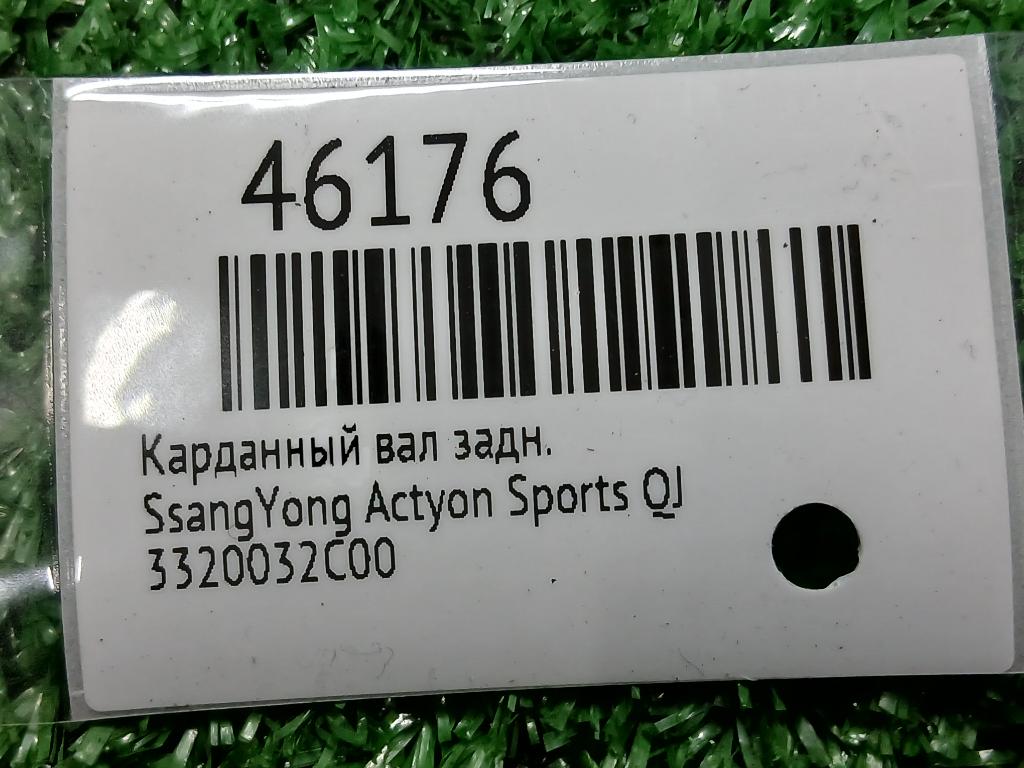 46176
Карданный вал задн.
SsangYong Actyon Sports QJ
3320032C00